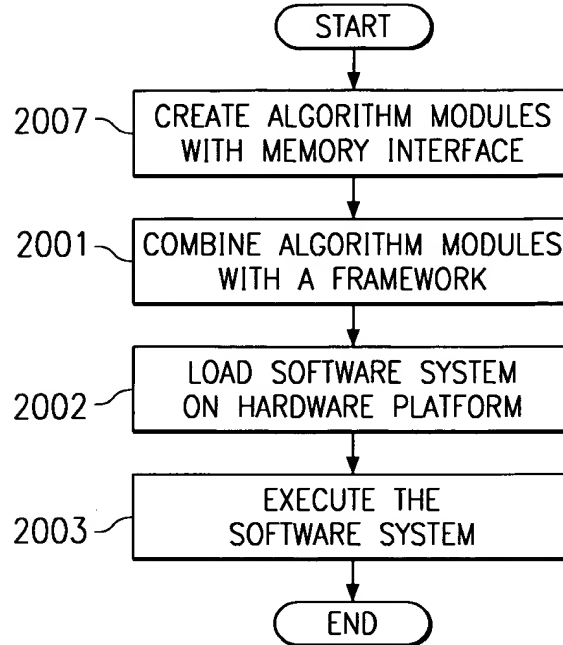 START
2007
CREATE ALGORITHM MODULES
WITH MEMORY INTERFACE
2001
COMBINE ALGORITHM MODULES
WITH A FRAMEWORK
2002
LOAD SOFTWARE SYSTEM
ON HARDWARE PLATFORM
2003
EXECUTE THE
SOFTWARE SYSTEM
END